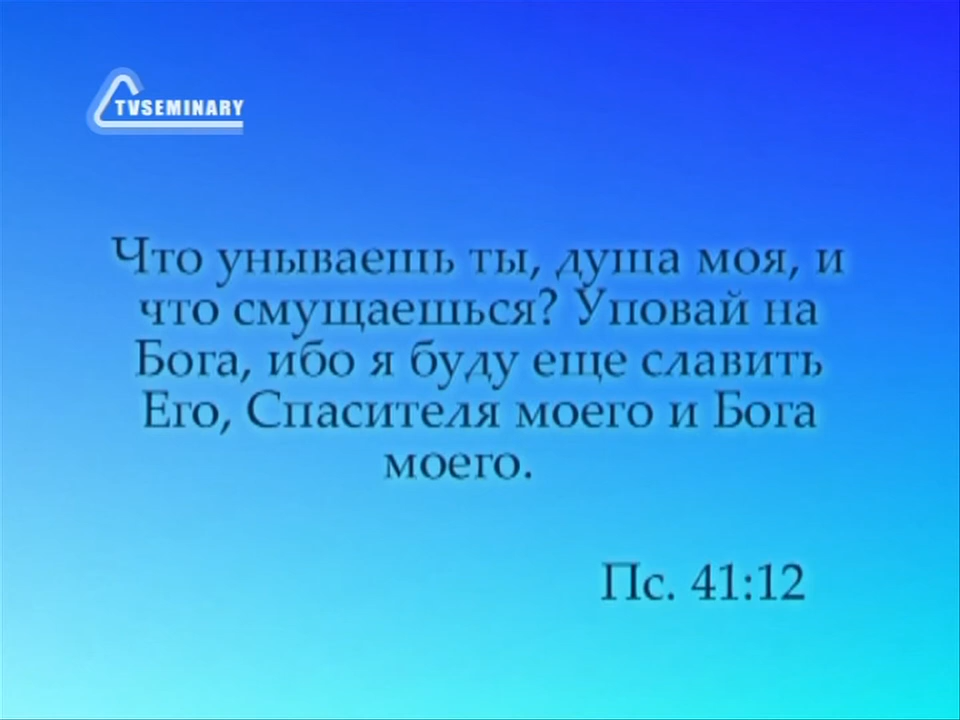 TVSEMINARY
Что унываешь ты, душа моя, и
что смущаешься? Уповай на
Бога, ибо я буду еще славить
Его, Спасителя моего и Бога
моего.
Пс. 41:12